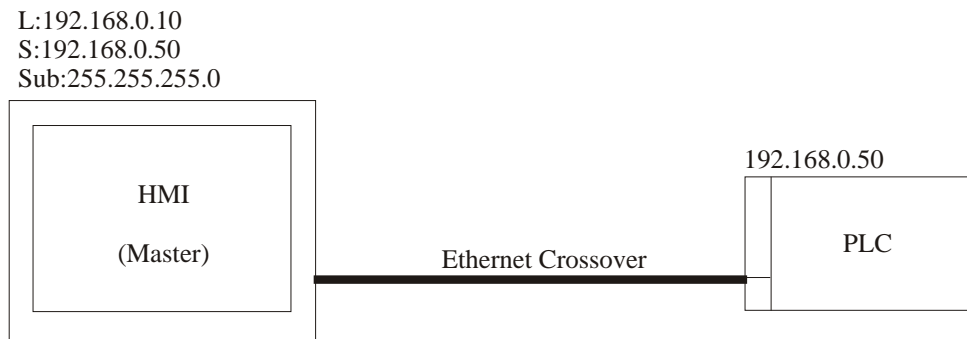 L:192.168.0.10
S:192.168.0.50
Sub:255.255.255.0
192.168.0.50
HMI
(Master)
PLC
Ethernet Crossover